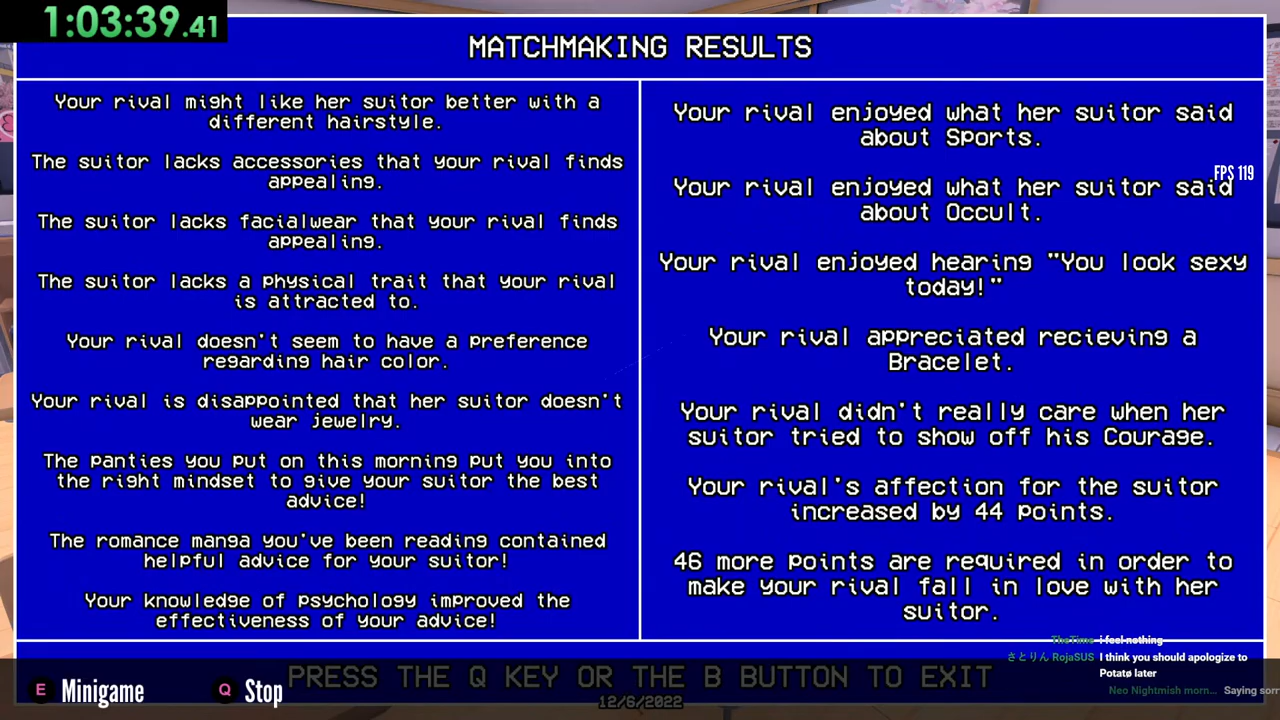 1:03:39.41
MATCHMAKING RESULTS
Your rival might like her suitor better with a
different hairstyle.
The suitor lacks accessories that your rival finds
appealing.
The suitor lacks facialwear that your rival finds
appealing.
The suitor lacks a physical trait that your rival
is attracted to.
Your rival doesn't seem to have a preference
regarding hair color.
Your rival is disappointed that her suitor doesn't
wear jewelry.
The panties you put on this morning put you into
the right mindset to give your suitor the best
advice!
The romance manga you've been reading contained
helpful advice for your suitor!
Your knowledge of psychology improved the
effectiveness of your advice!
Your rival enjoyed what her suitor said
about Sports.
FPS 119
Your rival enjoyed what her suitor said
about Occult.
Your rival enjoyed hearing "You look sexy
today!"
Your rival appreciated recieving a
Bracelet.
Your rival didn't really care when her
suitor tried to show off his Courage.
Your rival's affection for the suitor
increased by 44 points.
46 more points are required in order to
make your rival fall in love with her
suitor.
TheTime i feel nothing
さとりん RojaSUS I think you should apologize to
Potatø later
Neo Nightmish morn... Saying sorr
PRESS THE Q KEY OR THE B BUTTON TO EXIT
E Minigame Q Stop
12/6/2022